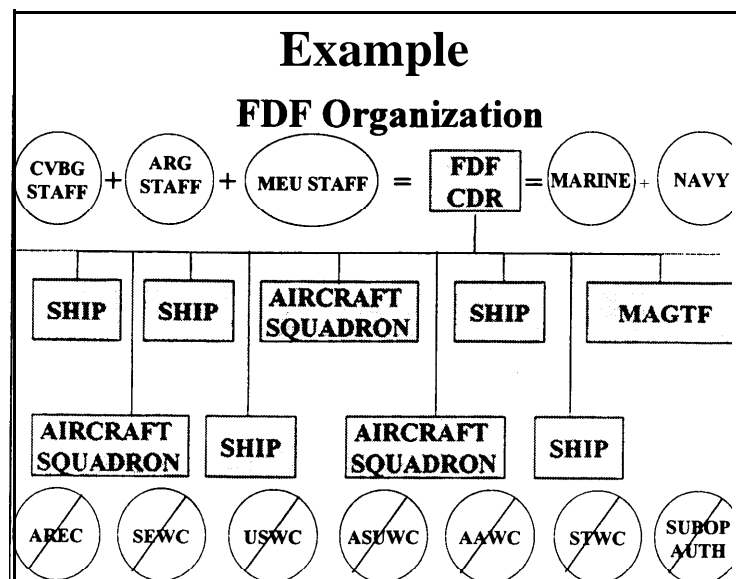 Example
FDF Organization
CVBG STAFF + ARG STAFF + MEU STAFF = FDF CDR = MARINE + NAVY
SHIP SHIP AIRCRAFT SQUADRON SHIP MAGTF
AIRCRAFT SQUADRON SHIP AIRCRAFT SQUADRON SHIP
AREC SEWC USWC ASUWC AAWC STWC SUBOP AUTH